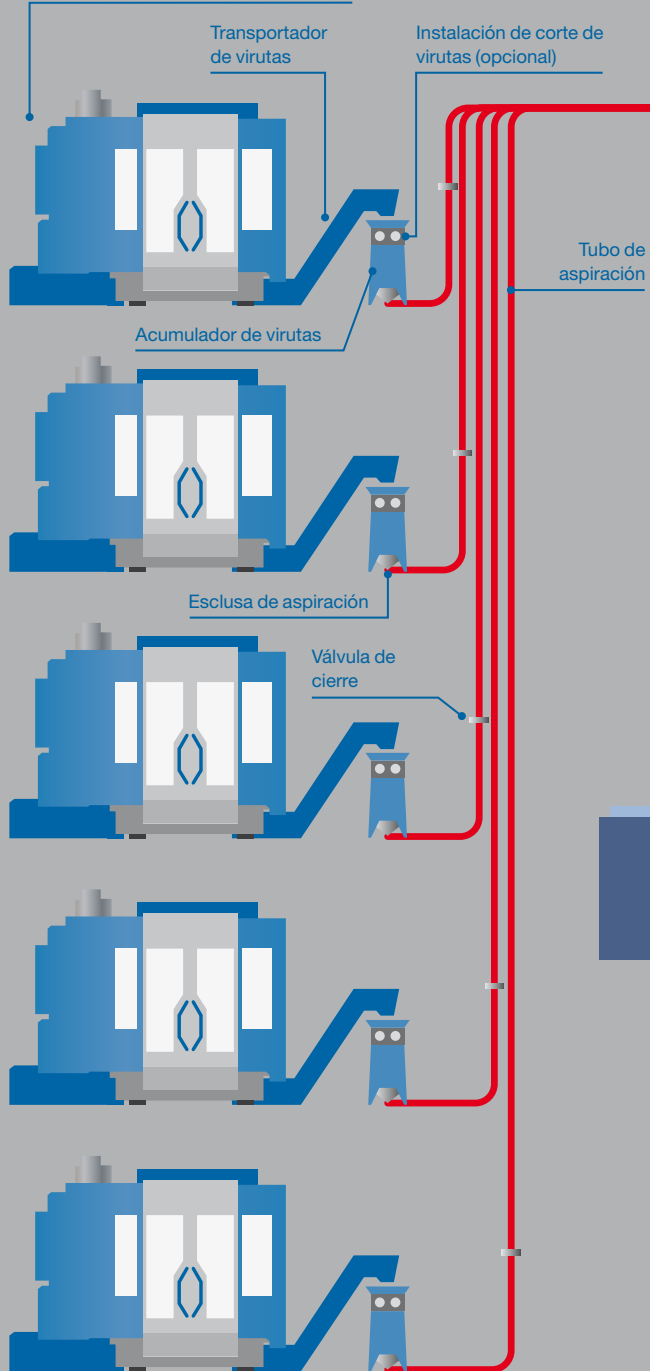 Transportador
de virutas
Instalación de corte de
virutas (opcional)
Tubo de
aspiración
Acumulador de virutas
Esclusa de aspiración
Válvula de
cierre